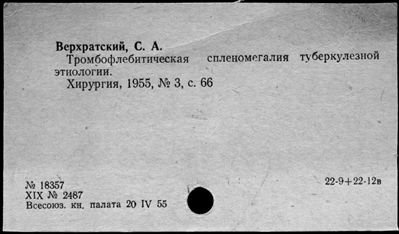 Верхратский, С. А.
Тромбофлебитическая спленомегалия туберкулезной
этиологии.
Хирургия, 1955, № 3, с. 66
№ 18357
XIX № 2487
Всесоюз. кн. палата 20 IV 55
22-9+22-12в